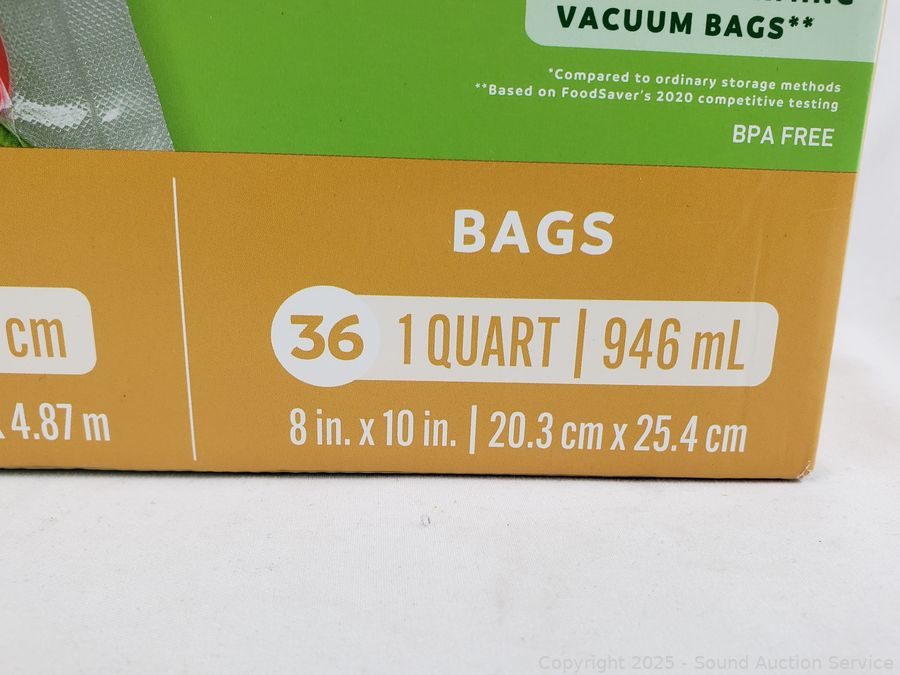 VACUUM BAGS**
*Compared to ordinary storage methods
**Based on FoodSaver's 2020 competitive testing
BPA FREE
BAGS
cm
36 1 QUART | 946 mL
x 4.87 m
8 in. x 10 in. | 20.3 cm x 25.4 cm
Copyright 2025 - Sound Auction Service